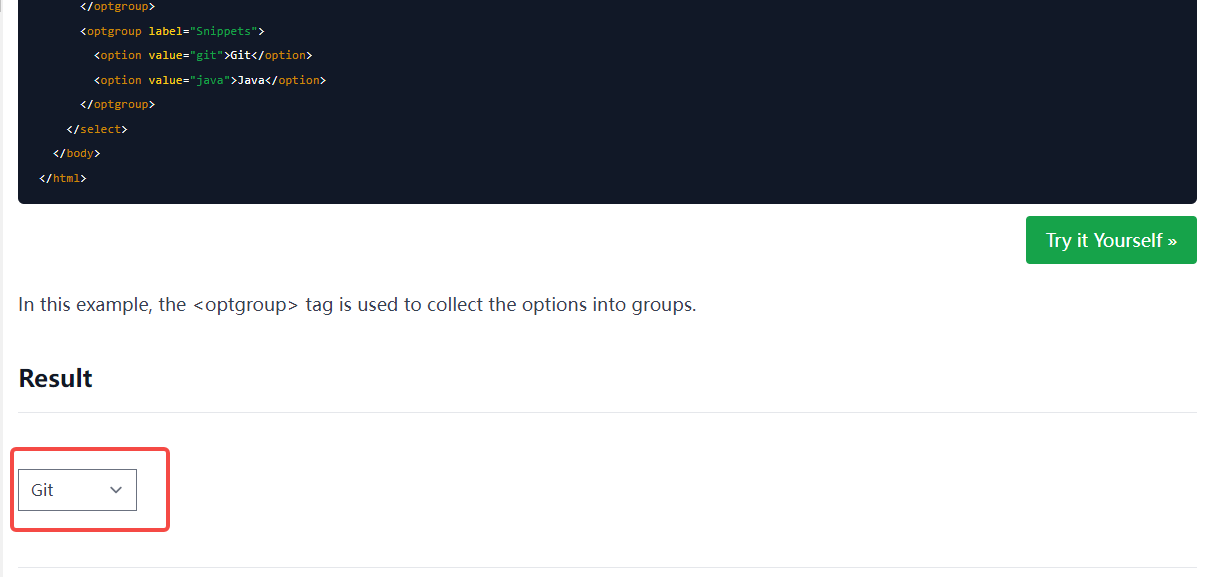 </optgroup>
<optgroup label="Snippets">
<option value="git">Git</option>
<option value="java">Java</option>
</optgroup>
</select>
</body>
</html>
Try it Yourself »
In this example, the <optgroup> tag is used to collect the options into groups.
Result
Git